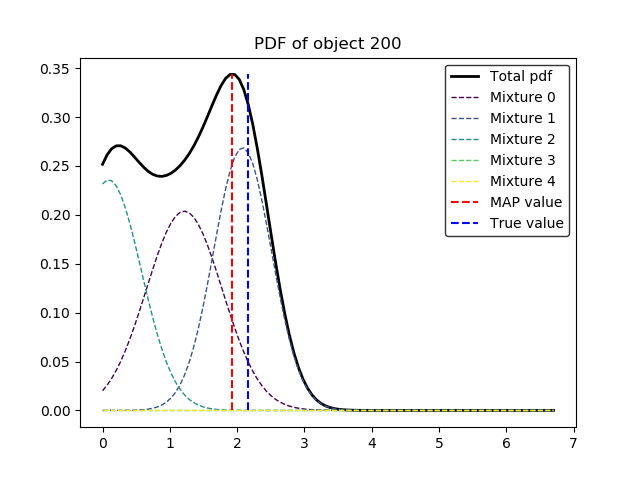 PDF of object 200
0.35
0.30
0.25
0.20
0.15
0.10
0.05
0.00
0 1 2 3 4 5 6 7
Total pdf
Mixture 0
Mixture 1
Mixture 2
Mixture 3
Mixture 4
MAP value
True value